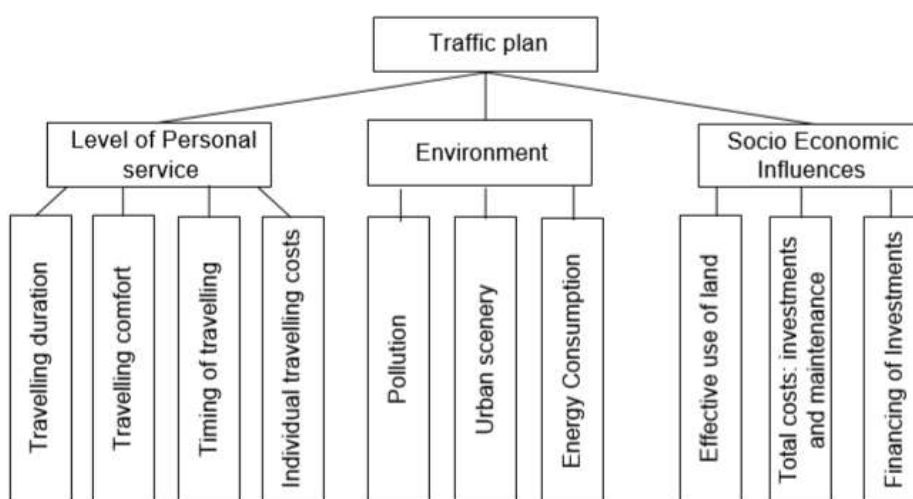 Traffic plan
Level of Personal
service
Environment
Socio Economic
Influences
Travelling duration
Travelling comfort
Timing of travelling
Individual travelling costs
Pollution
Urban scenery
Energy Consumption
Effective use of land
Total costs: investments
and maintenance
Financing of Investments